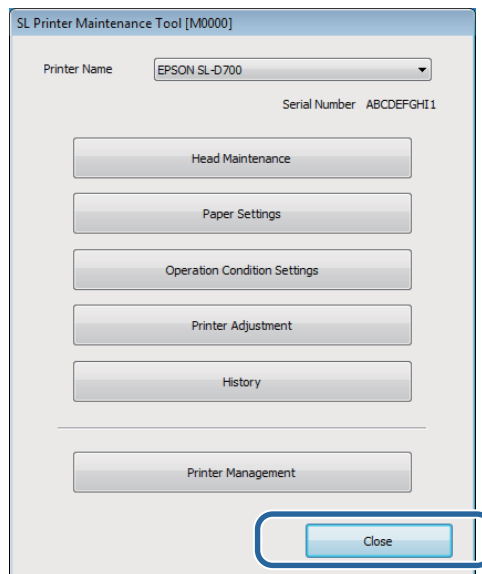 SL Printer Maintenance Tool [M0000]
Printer Name EPSON SL-D700
Serial Number ABCDEFGHI1
Head Maintenance
Paper Settings
Operation Condition Settings
Printer Adjustment
History
Printer Management
Close